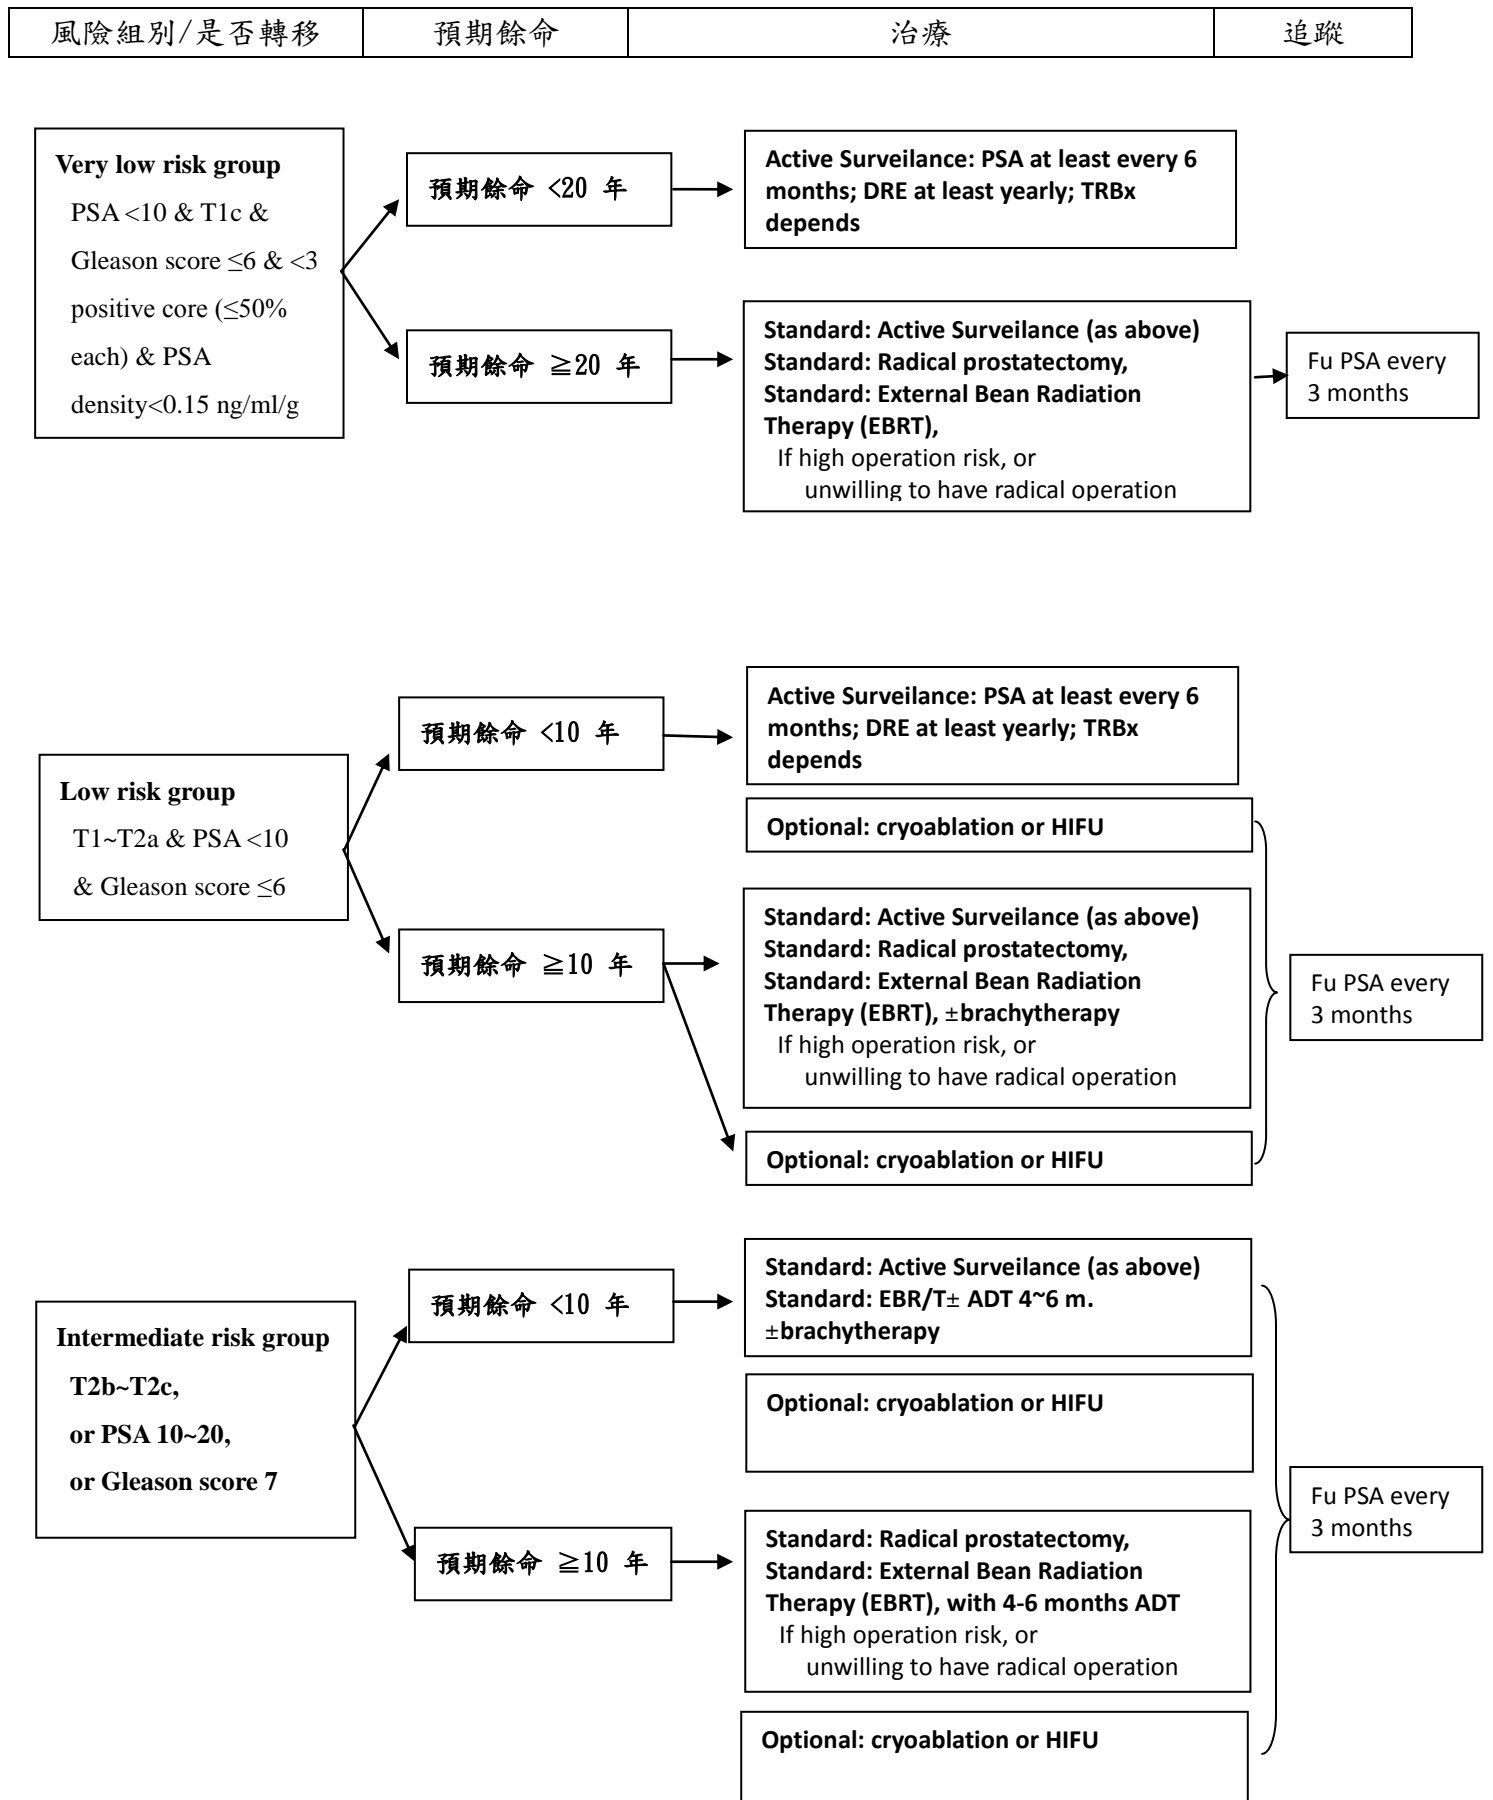 風險組別/是否轉移
預期餘命
治療
追蹤
Very low risk group
PSA <10 & T1c &
Gleason score ≤6 & <3
positive core (≤50%
each) & PSA
density<0.15 ng/ml/g
預期餘命 <20 年
Active Surveilance: PSA at least every 6
months; DRE at least yearly; TRBx
depends
預期餘命 ≧20 年
Standard: Active Surveilance (as above)
Standard: Radical prostatectomy,
Standard: External Bean Radiation
Therapy (EBRT),
If high operation risk, or
unwilling to have radical operation
Fu PSA every
3 months
Low risk group
T1~T2a & PSA <10
& Gleason score ≤6
預期餘命 <10 年
Active Surveilance: PSA at least every 6
months; DRE at least yearly; TRBx
depends
Optional: cryoablation or HIFU
預期餘命 ≧10 年
Standard: Active Surveilance (as above)
Standard: Radical prostatectomy,
Standard: External Bean Radiation
Therapy (EBRT), ±brachytherapy
If high operation risk, or
unwilling to have radical operation
Optional: cryoablation or HIFU
Fu PSA every
3 months
Intermediate risk group
T2b~T2c,
or PSA 10~20,
or Gleason score 7
預期餘命 <10 年
Standard: Active Surveilance (as above)
Standard: EBR/T± ADT 4~6 m.
±brachytherapy
Optional: cryoablation or HIFU
預期餘命 ≧10 年
Standard: Radical prostatectomy,
Standard: External Bean Radiation
Therapy (EBRT), with 4-6 months ADT
If high operation risk, or
unwilling to have radical operation
Optional: cryoablation or HIFU
Fu PSA every
3 months